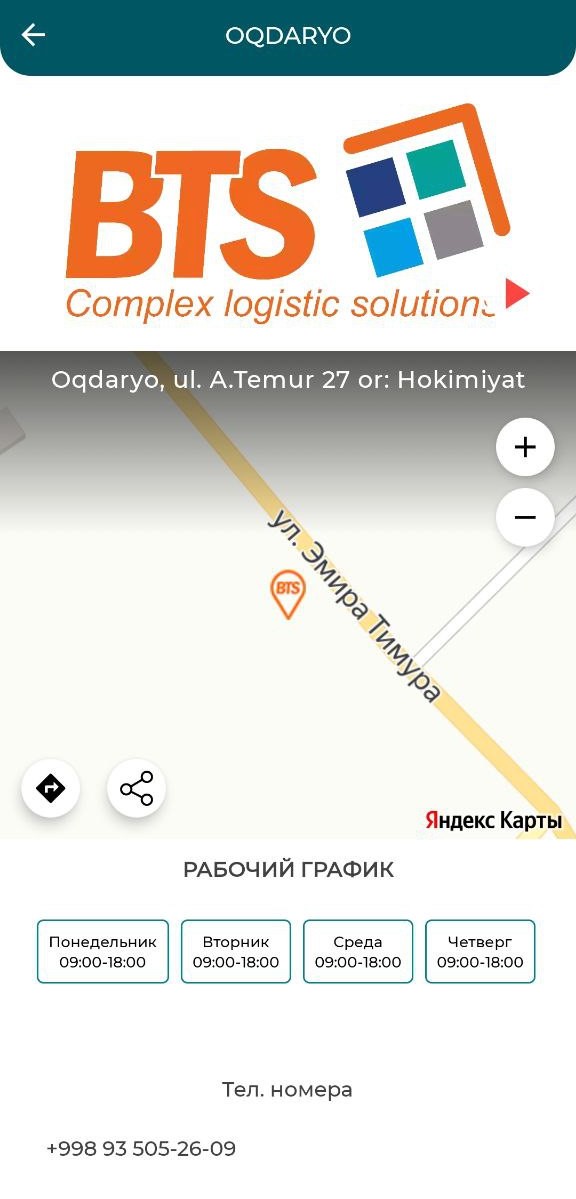 OQDARYO
BTS
Complex logistic solutions
Oqdaryo, ul. A.Temur 27 or: Hokimiyat
ул. Эмира Тимура
BTS
Яндекс Карты
РАБОЧИЙ ГРАФИК
Понедельник
09:00-18:00
Вторник
09:00-18:00
Среда
09:00-18:00
Четверг
09:00-18:00
Тел. номера
+998 93 505-26-09